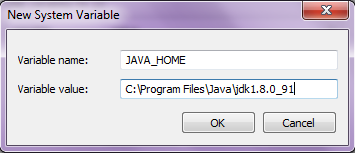 New System Variable
Variable name: JAVA_HOME
Variable value: C:\Program Files\Java\jdk1.8.0_91
OK Cancel